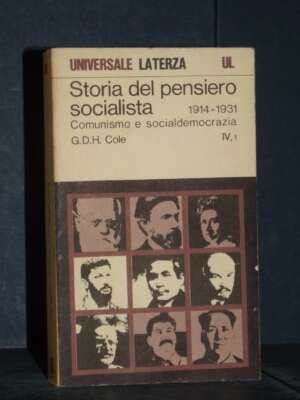 UNIVERSALE LATERZA UL
Storia del pensiero
socialista 1914-1931
Comunismo e socialdemocrazia
G.D.H. Cole IV,1